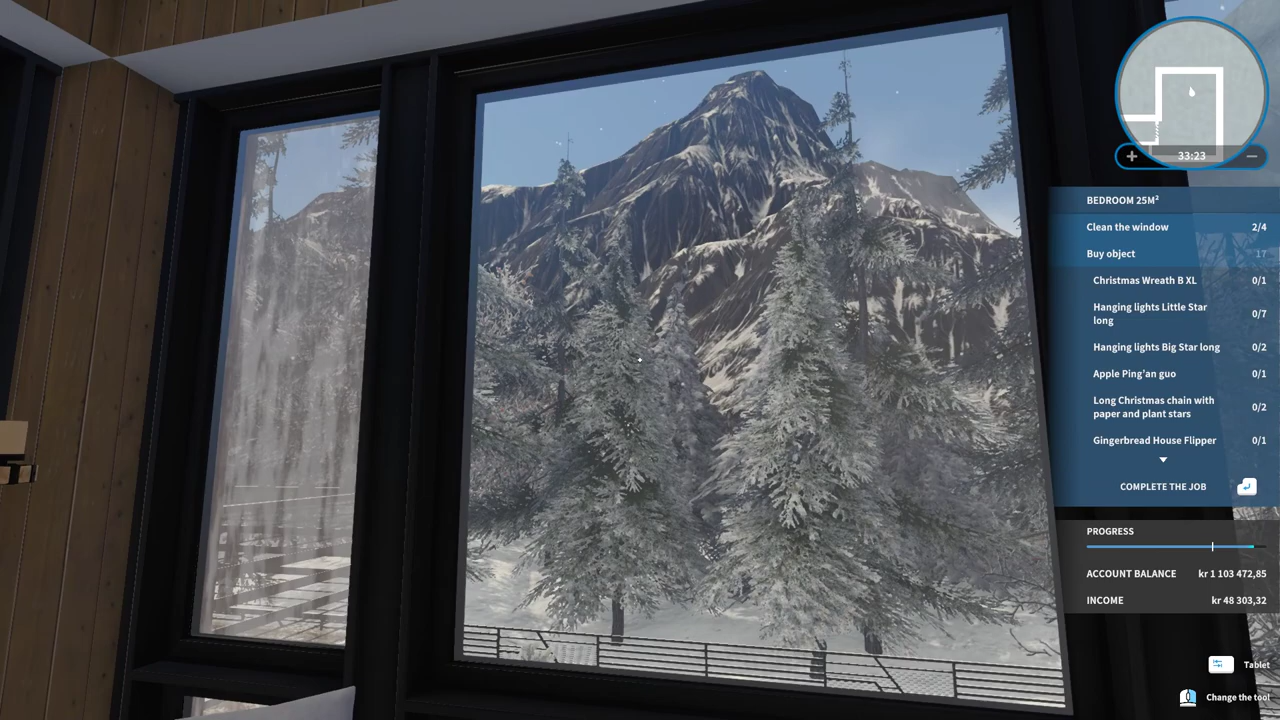 33:23
BEDROOM 25M²
Clean the window 2/4
Buy object 17
Christmas Wreath B XL 0/1
Hanging lights Little Star
long 0/7
Hanging lights Big Star long 0/2
Apple Ping'an guo 0/1
Long Christmas chain with
paper and plant stars 0/2
Gingerbread House Flipper 0/1
COMPLETE THE JOB
PROGRESS
ACCOUNT BALANCE kr 1 103 472,85
INCOME kr 48 303,32
Tablet
Change the tool